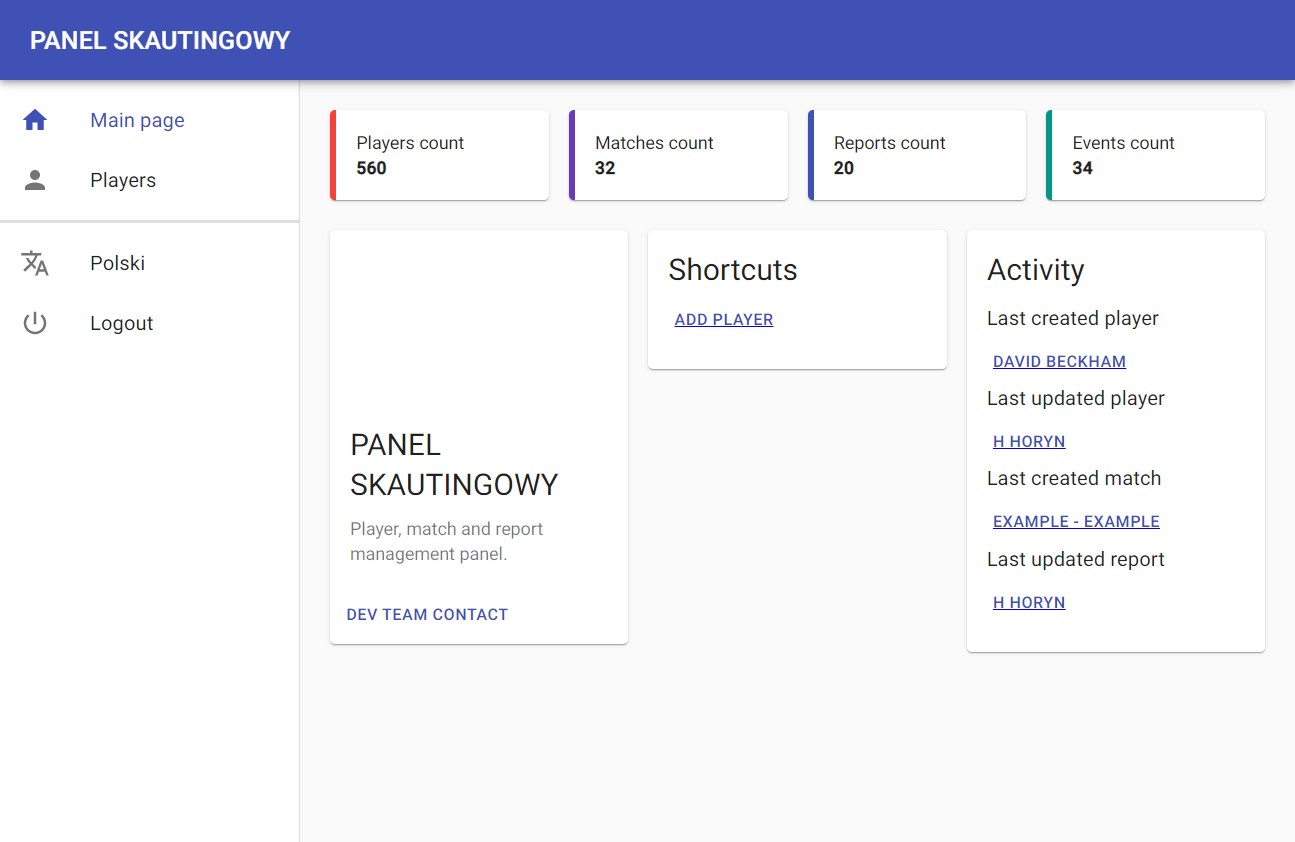 PANEL SKAUTINGOWY
Main page
Players
Polski
Logout
Players count
560
Matches count
32
Reports count
20
Events count
34
PANEL
SKAUTINGOWY
Player, match and report
management panel.
DEV TEAM CONTACT
Shortcuts
ADD PLAYER
Activity
Last created player
DAVID BECKHAM
Last updated player
H HORYN
Last created match
EXAMPLE - EXAMPLE
Last updated report
H HORYN